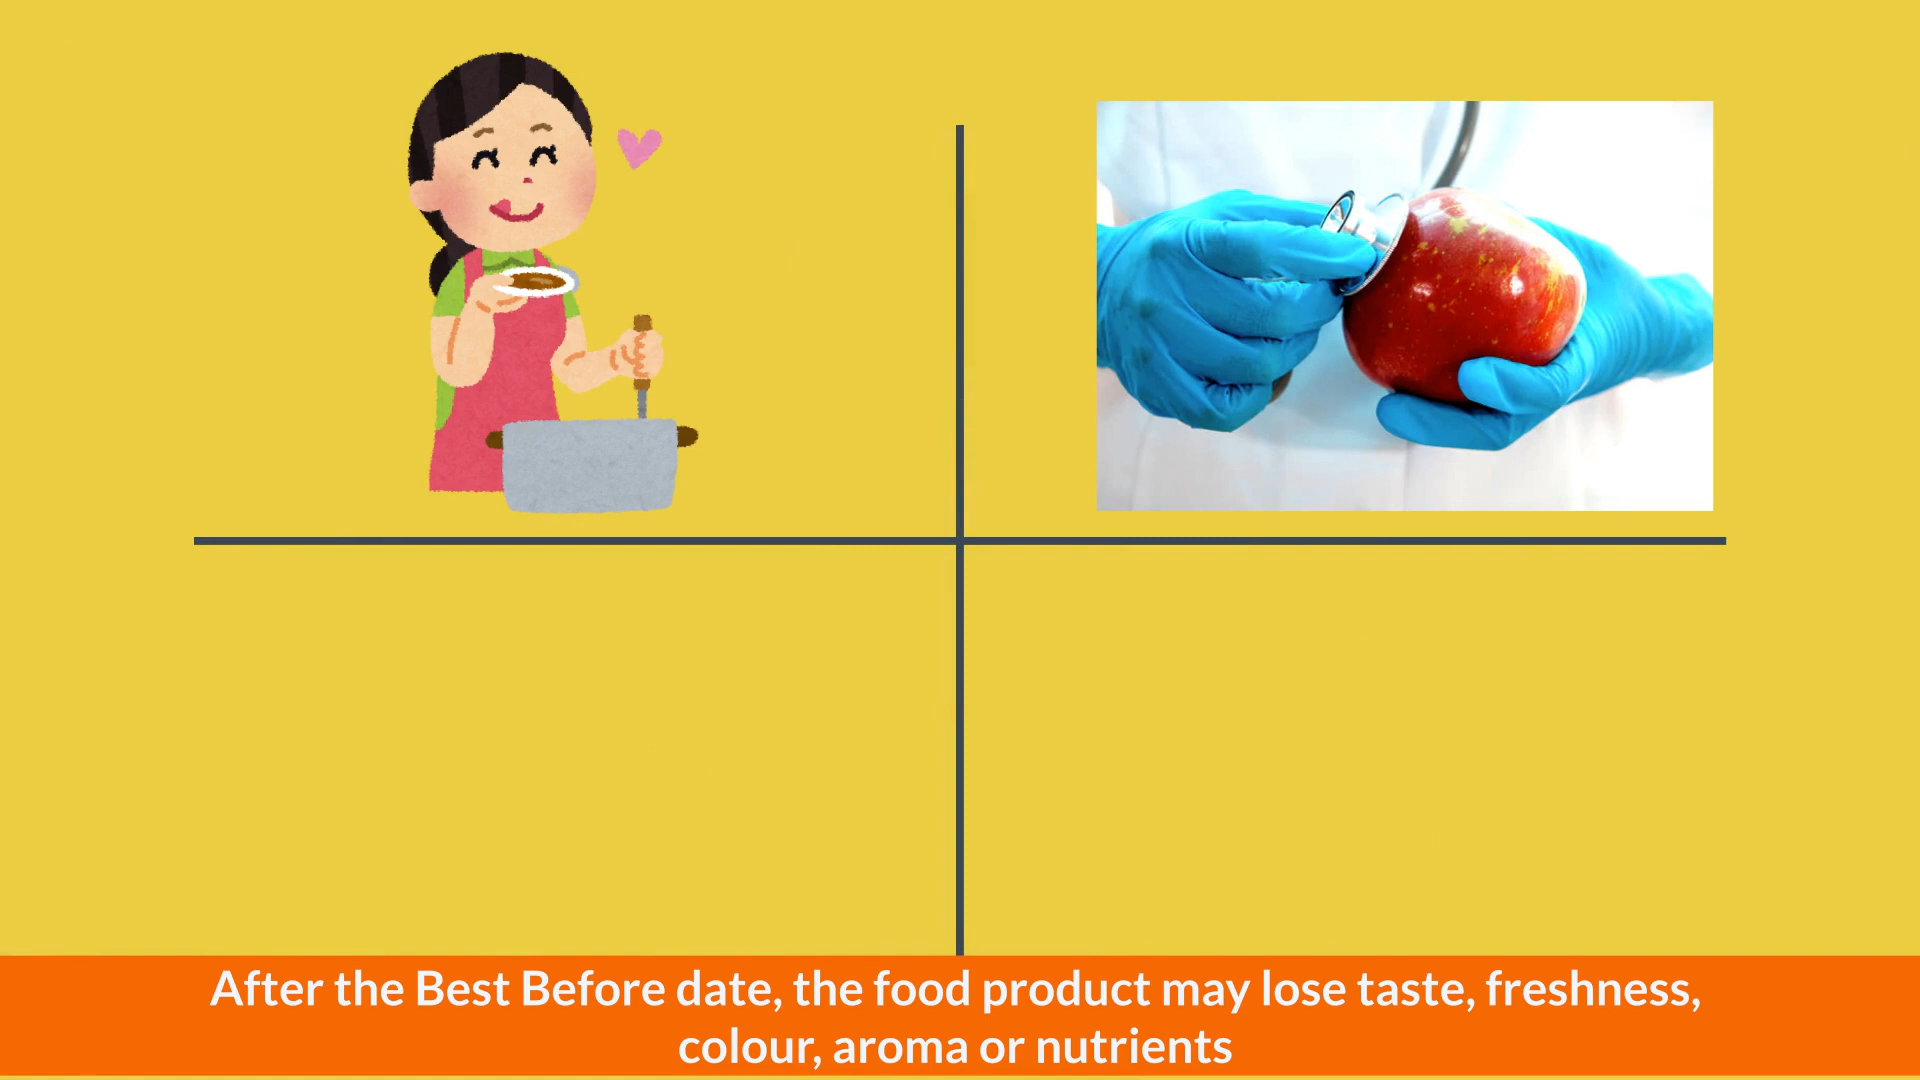 After the Best Before date, the food product may lose taste, freshness,
colour, aroma or nutrients